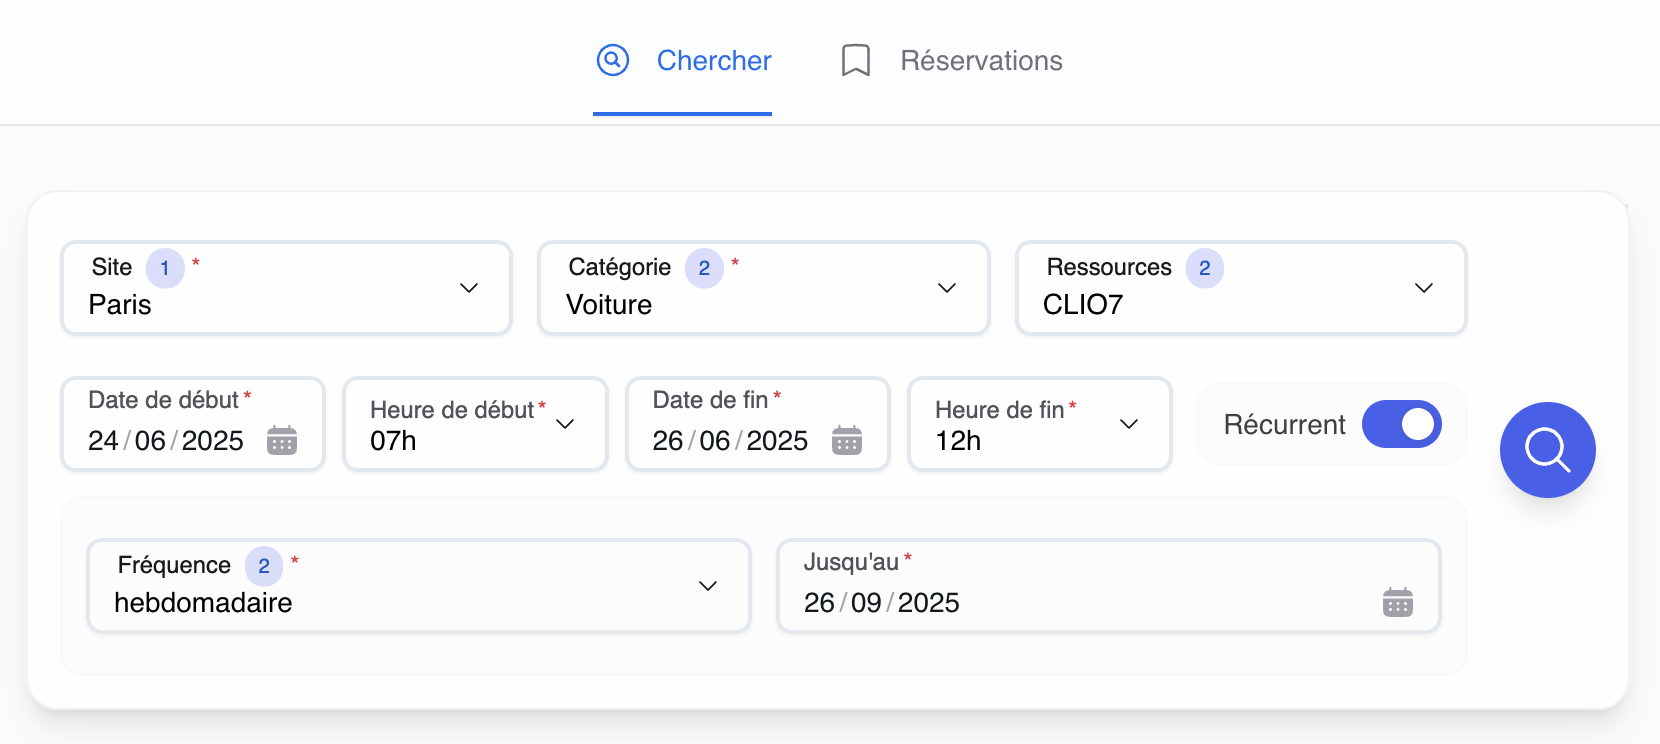 Chercher Réservations
Site 1 * Catégorie 2 * Ressources 2
Paris Voiture CLIO7
Date de début * Heure de début * Date de fin * Heure de fin * Récurrent
24/06/2025 07h 26/06/2025 12h
Fréquence 2 * Jusqu'au *
hebdomadaire 26/09/2025